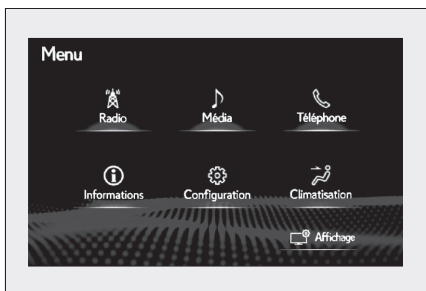 Menu
Radio
Média
Téléphone
Informations
Configuration
Climatisation
Affichage